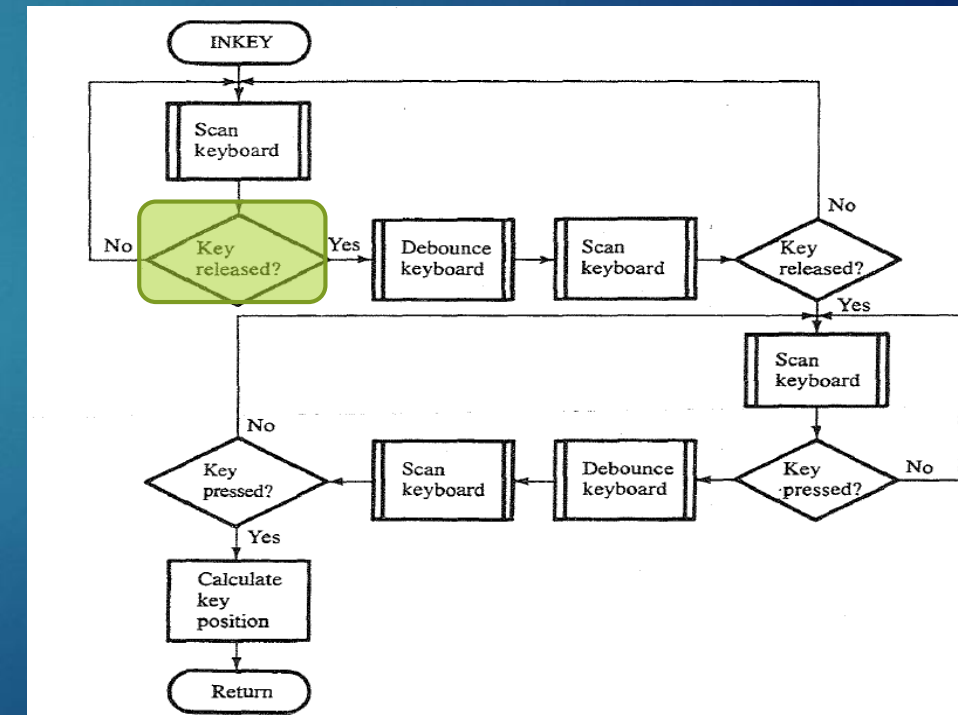 INKEY
Scan
keyboard
No
Key
released?
Yes
Debounce
keyboard
Scan
keyboard
Key
released?
No
Yes
Scan
keyboard
Key
pressed?
No
Debounce
keyboard
Scan
keyboard
Key
pressed?
No
Yes
Calculate
key
position
Return